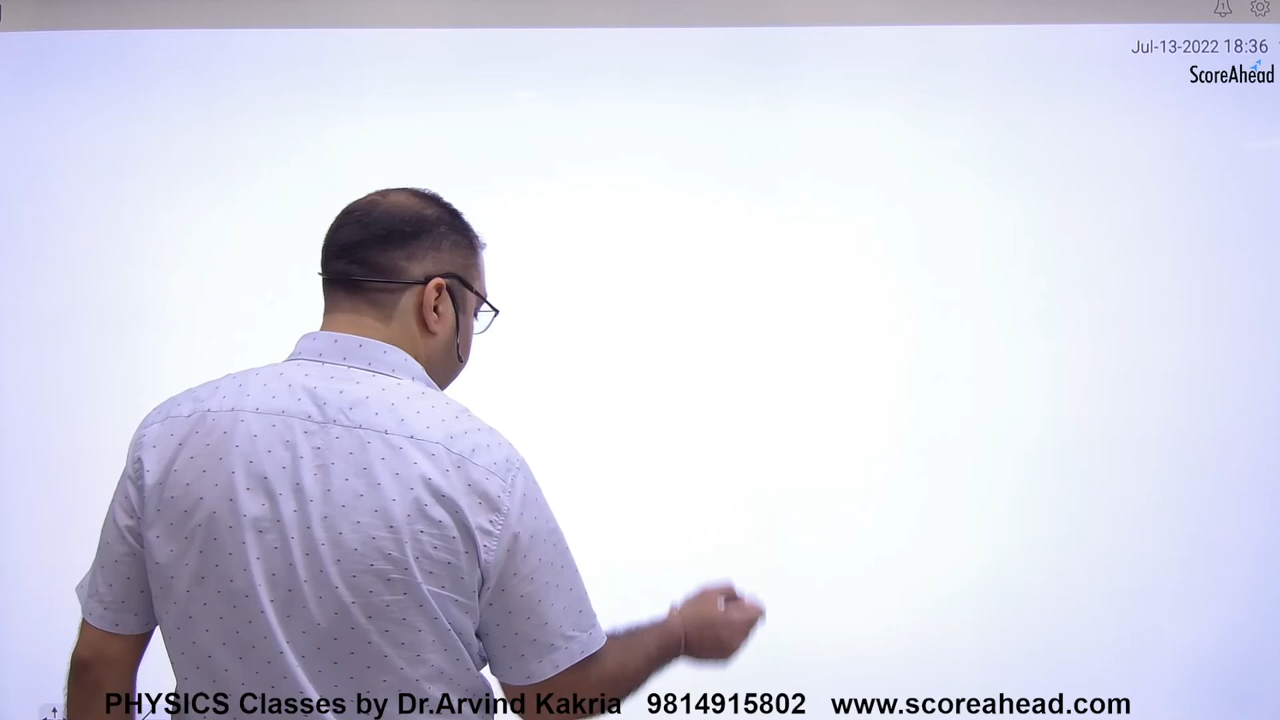 Jul-13-2022 18:36
ScoreAhead
PHYSICS Classes by Dr.Arvind Kakria 9814915802 www.scoreahead.com